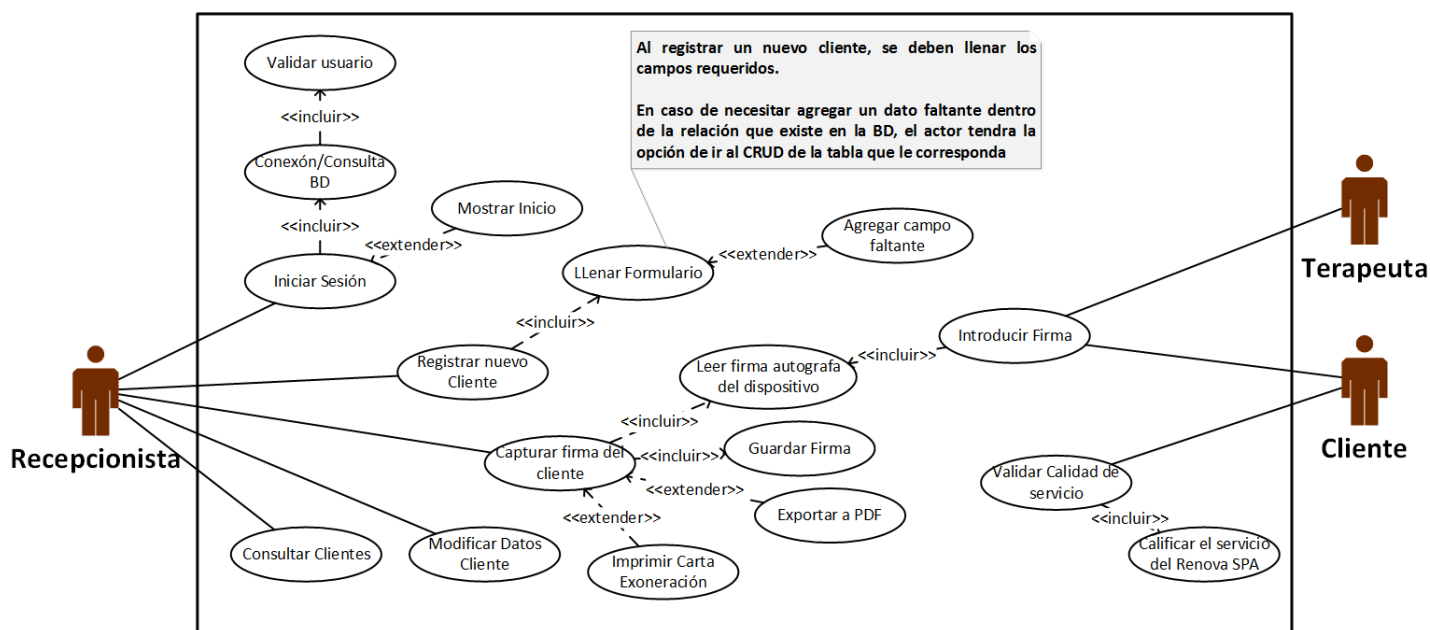 Validar usuario
<<incluir>>
Conexón/Consulta
BD
<<incluir>>
Mostrar Inicio
<<extender>>
Iniciar Sesión
Al registrar un nuevo cliente, se deben llenar los
campos requeridos.
En caso de necesitar agregar un dato faltante dentro
de la relación que existe en la BD, el actor tendra la
opción de ir al CRUD de la tabla que le corresponda
Agregar campo
faltante
<<extender>>
LLenar Formulario
<<incluir>>
Registrar nuevo
Cliente
Terapeuta
Introducir Firma
<<incluir>>
Leer firma autografa
del dispositivo
<<incluir>>
Recepcionista
Capturar firma del
cliente
<<incluir>>
Guardar Firma
<<extender>>
Exportar a PDF
<<extender>>
Imprimir Carta
Exoneración
Consultar Clientes
Modificar Datos
Cliente
Cliente
Validar Calidad de
servicio
<<incluir>>
Calificar el servicio
del Renova SPA